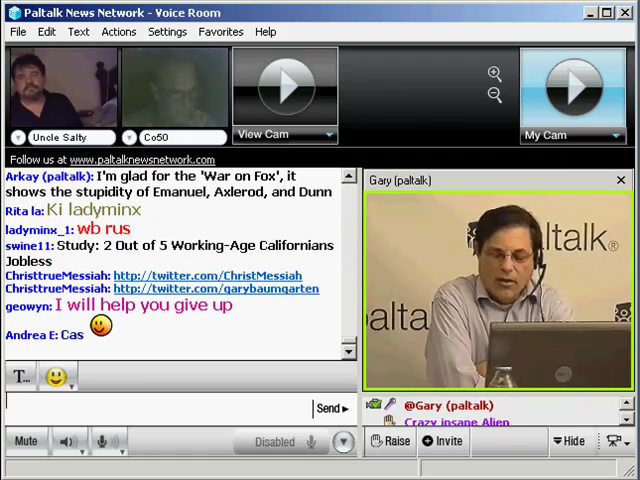 Paltalk News Network - Voice Room
File Edit Text Actions Settings Favorites Help
Uncle Salty
Co50
View Cam
My Cam
Follow us at www.paltalknewsnetwork.com
Arkay (paltalk): I'm glad for the 'War on Fox', it
shows the stupidity of Emanuel, Axlerod, and Dunn
Rita la: Ki ladyminx
ladyminx_1: wb rus
swine11: Study: 2 Out of 5 Working-Age Californians
Jobless
ChristtrueMessiah: http://twitter.com/ChristMessiah
ChristtrueMessiah: http://twitter.com/garybaumgarten
geowyn: I will help you give up
Andrea E: Cas
Gary (paltalk)
paltalk®
palta
DELL
T...
Send
@Gary (paltalk)
Crazy insane Alien
Mute
Disabled
Raise
Invite
Hide